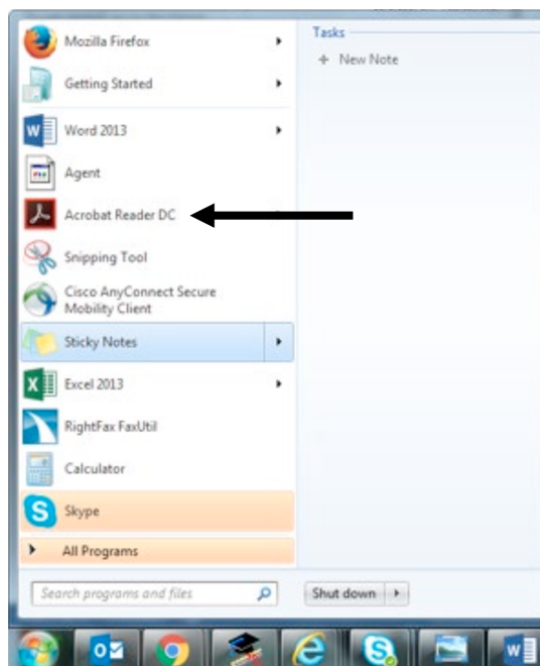 Mozilla Firefox
Getting Started
Word 2013
Agent
Acrobat Reader DC
Snipping Tool
Cisco AnyConnect Secure
Mobility Client
Sticky Notes
Excel 2013
RightFax FaxUtil
Calculator
Skype
All Programs
Search programs and files
Tasks
New Note
Shut down